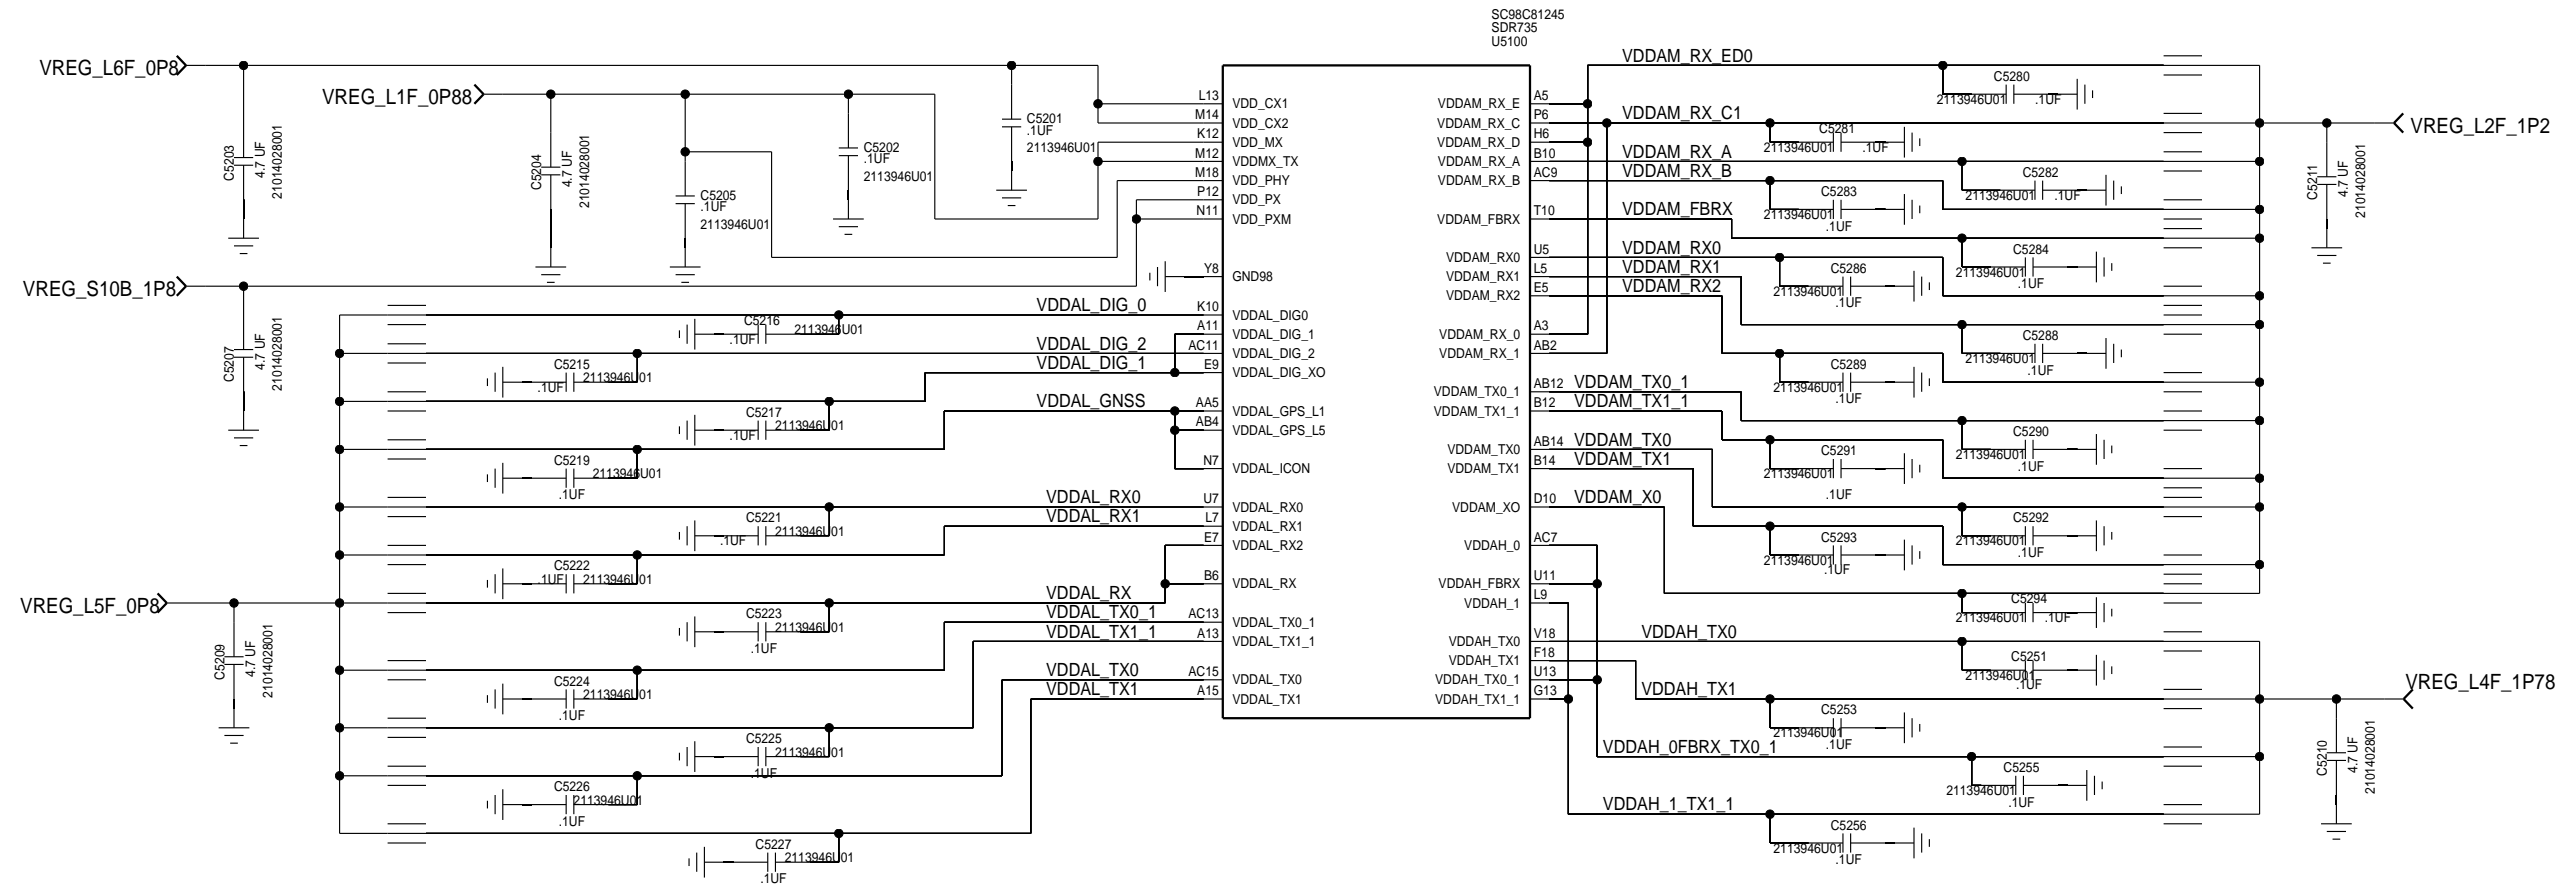 SC98C81245
SDR735
U5100
VREG_L6F_0P8
VREG_L1F_0P88
VREG_S10B_1P8
VREG_L5F_0P8
VREG_L2F_1P2
VREG_L4F_1P78
C5203
4.7 UF
21014028001
C5204
4.7 UF
21014028001
C5205
.1UF
2113946U01
C5202
.1UF
2113946U01
C5201
.1UF
2113946U01
C5207
4.7 UF
21014028001
C5209
4.7 UF
21014028001
L13 VDD_CX1
M14 VDD_CX2
K12 VDD_MX
M12 VDDMX_TX
M18 VDD_PHY
P12 VDD_PX
N11 VDD_PXM
Y8 GND98
VDDAL_DIG_0 K10 VDDAL_DIG0
A11 VDDAL_DIG_1
VDDAL_DIG_2 AC11 VDDAL_DIG_2
VDDAL_DIG_1 E9 VDDAL_DIG_XO
VDDAL_GNSS AA5 VDDAL_GPS_L1
AB4 VDDAL_GPS_L5
N7 VDDAL_ICON
VDDAL_RX0 U7 VDDAL_RX0
VDDAL_RX1 L7 VDDAL_RX1
E7 VDDAL_RX2
VDDAL_RX B6 VDDAL_RX
VDDAL_TX0_1 AC13 VDDAL_TX0_1
VDDAL_TX1_1 A13 VDDAL_TX1_1
VDDAL_TX0 AC15 VDDAL_TX0
VDDAL_TX1 A15 VDDAL_TX1
C5216
.1UF 2113946U01
C5215
.1UF 2113946U01
C5217
.1UF 2113946U01
C5219
2113946U01
.1UF
C5221
.1UF 2113946U01
C5222
.1UF 2113946U01
C5223
2113946U01
.1UF
C5224
2113946U01
.1UF
C5225
2113946U01
.1UF
C5226
2113946U01
.1UF
C5227
2113946U01
.1UF
VDDAM_RX_E A5 VDDAM_RX_ED0
VDDAM_RX_C P6 VDDAM_RX_C1
VDDAM_RX_D H6
VDDAM_RX_A B10 VDDAM_RX_A
VDDAM_RX_B AC9 VDDAM_RX_B
VDDAM_FBRX T10 VDDAM_FBRX
VDDAM_RX0 U5 VDDAM_RX0
VDDAM_RX1 L5 VDDAM_RX1
VDDAM_RX2 E5 VDDAM_RX2
VDDAM_RX_0 A3
VDDAM_RX_1 AB2
VDDAM_TX0_1 AB12 VDDAM_TX0_1
VDDAM_TX1_1 B12 VDDAM_TX1_1
VDDAM_TX0 AB14 VDDAM_TX0
VDDAM_TX1 B14 VDDAM_TX1
VDDAM_XO D10 VDDAM_X0
VDDAH_0 AC7
VDDAH_FBRX U11
VDDAH_1 L9
VDDAH_TX0 V18 VDDAH_TX0
VDDAH_TX1 F18 VDDAH_TX1
VDDAH_TX0_1 U13
VDDAH_TX1_1 G13
VDDAH_0FBRX_TX0_1
VDDAH_1_TX1_1
C5280
2113946U01 .1UF
C5281
2113946U01 .1UF
C5282
2113946U01 .1UF
C5283
2113946U01
.1UF
C5284
2113946U01
.1UF
C5286
2113946U01
.1UF
C5288
2113946U01
.1UF
C5289
2113946U01
.1UF
C5290
2113946U01
.1UF
C5291
2113946U01
.1UF
C5292
2113946U01
.1UF
C5293
2113946U01
.1UF
C5294
2113946U01 .1UF
C5251
2113946U01
.1UF
C5253
2113946U01
.1UF
C5255
2113946U01
.1UF
C5256
2113946U01
.1UF
C5211
4.7 UF
21014028001
C5210
4.7 UF
21014028001